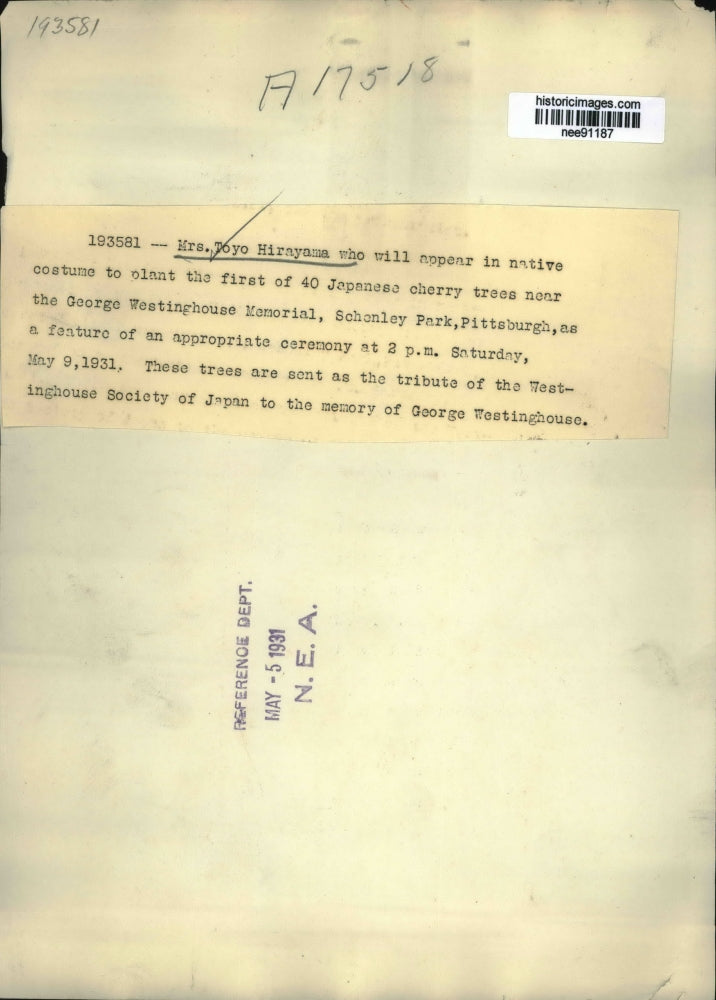 193581
A17518
historicimages.com
nee91187
193581 -- Mrs. Toyo Hirayama who will appear in native
costume to plant the first of 40 Japanese cherry trees near
the George Westinghouse Memorial, Schenley Park,Pittsburgh,as
a feature of an appropriate ceremony at 2 p.m. Saturday,
May 9,1931. These trees are sent as the tribute of the West-
inghouse Society of Japan to the memory of George Westinghouse.
REFERENCE DEPT.
MAY - 5 1931
N. E. A.